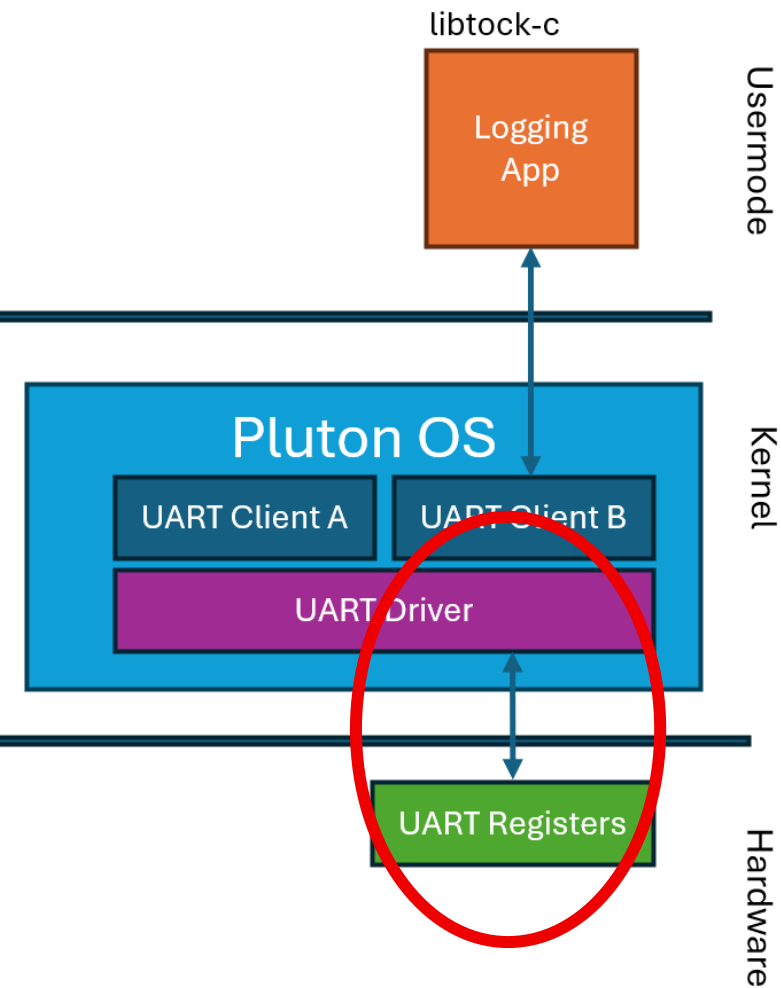 libtock-c
Logging
App
Usermode
Pluton OS
UART Client A
UART Client B
Kernel
UART Driver
UART Registers
Hardware